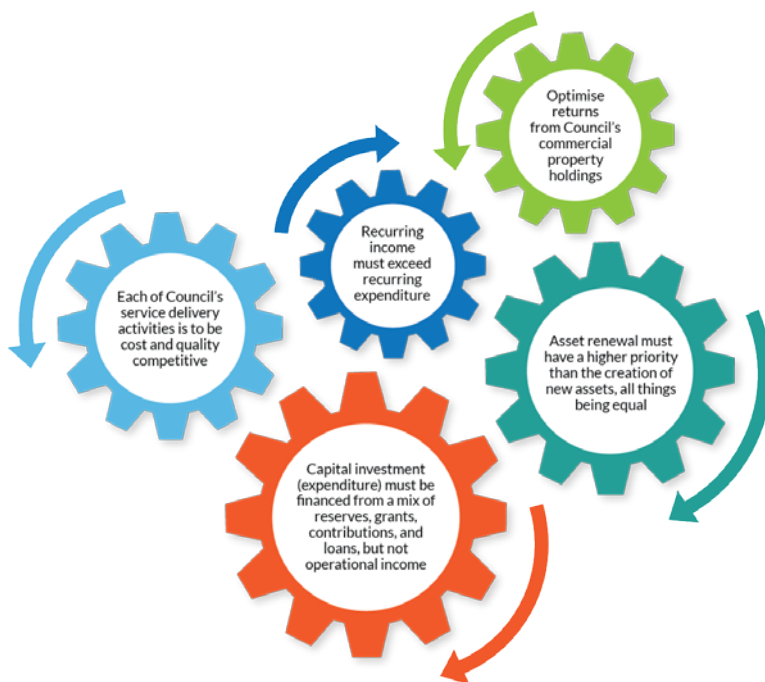 Optimise
returns
from Council's
commercial
property
holdings
Recurring
income
must exceed
recurring
expenditure
Each of Council's
service delivery
activities is to be
cost and quality
competitive
Asset renewal must
have a higher priority
than the creation of
new assets, all things
being equal
Capital investment
(expenditure) must be
financed from a mix of
reserves, grants,
contributions, and
loans, but not
operational income